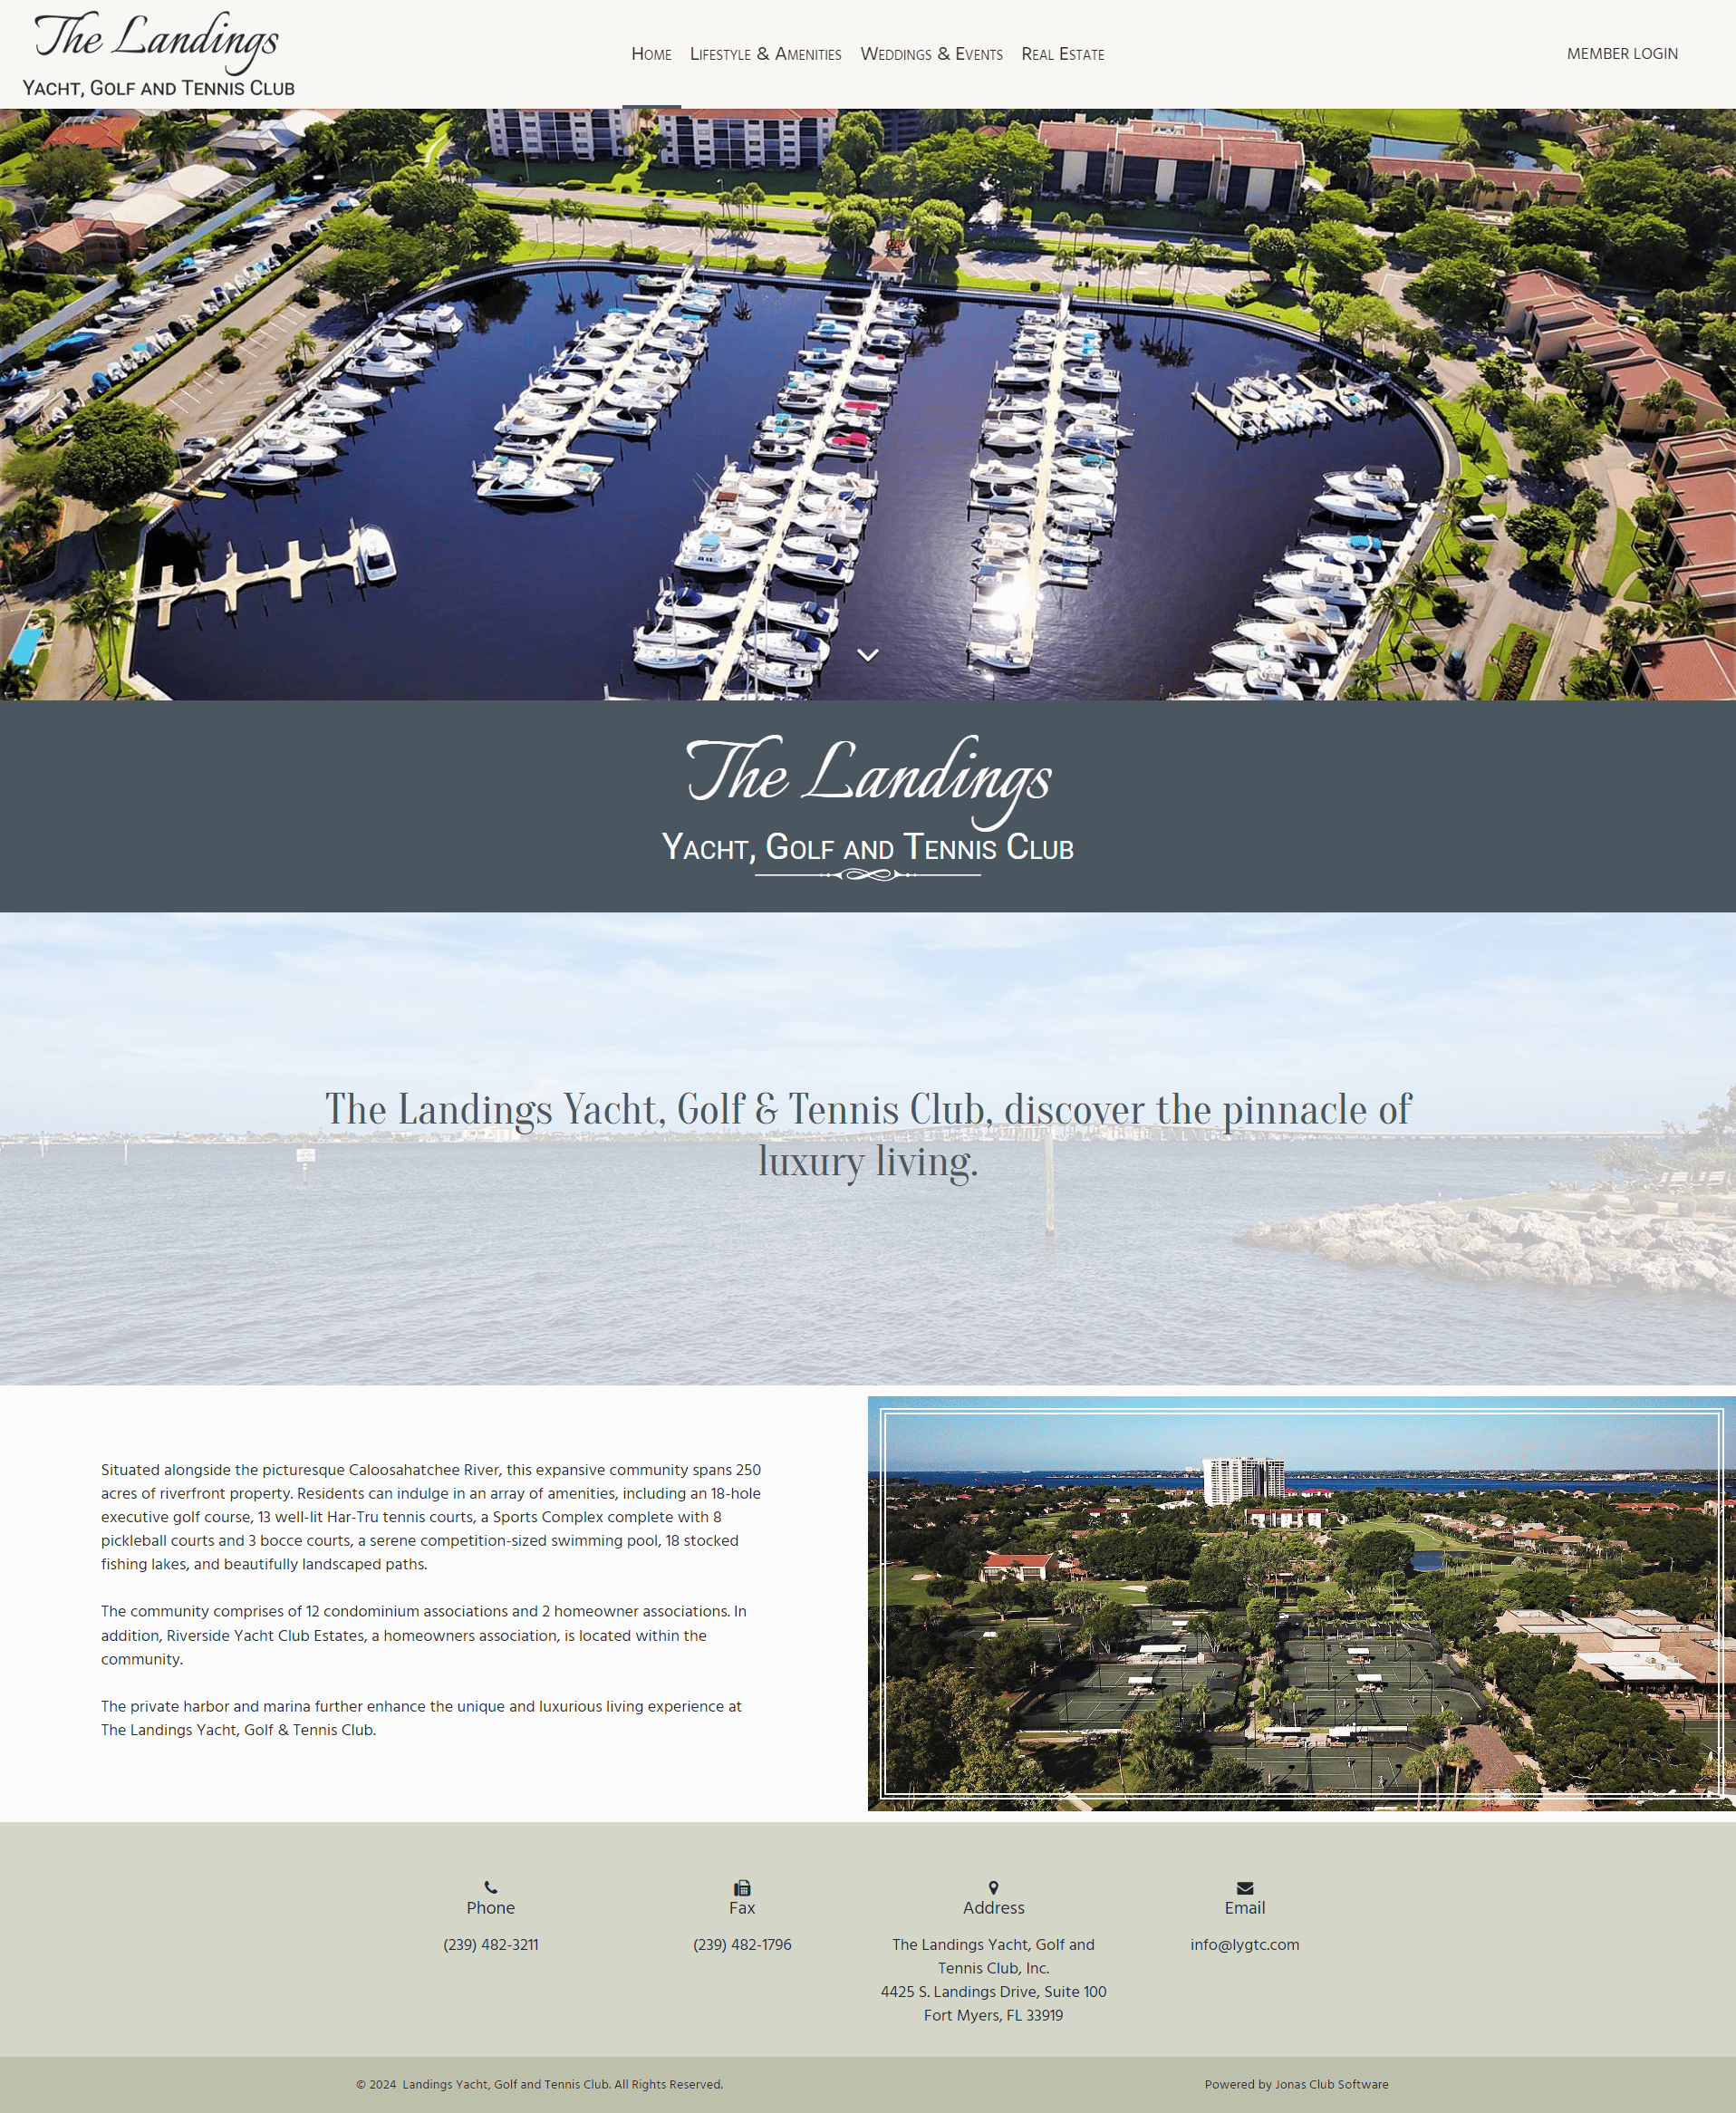 The Landings
Yacht, Golf and Tennis Club
Home Lifestyle & Amenities Weddings & Events Real Estate
MEMBER LOGIN
The Landings
Yacht, Golf and Tennis Club
The Landings Yacht, Golf & Tennis Club, discover the pinnacle of
luxury living.
Situated alongside the picturesque Caloosahatchee River, this expansive community spans 250
acres of riverfront property. Residents can indulge in an array of amenities, including an 18-hole
executive golf course, 13 well-lit Har-Tru tennis courts, a Sports Complex complete with 8
pickleball courts and 3 bocce courts, a serene competition-sized swimming pool, 18 stocked
fishing lakes, and beautifully landscaped paths.
The community comprises of 12 condominium associations and 2 homeowner associations. In
addition, Riverside Yacht Club Estates, a homeowners association, is located within the
community.
The private harbor and marina further enhance the unique and luxurious living experience at
The Landings Yacht, Golf & Tennis Club.
Phone
(239) 482-3211
Fax
(239) 482-1796
Address
The Landings Yacht, Golf and
Tennis Club, Inc.
4425 S. Landings Drive, Suite 100
Fort Myers, FL 33919
Email
info@lygtc.com
© 2024 Landings Yacht, Golf and Tennis Club. All Rights Reserved.
Powered by Jonas Club Software